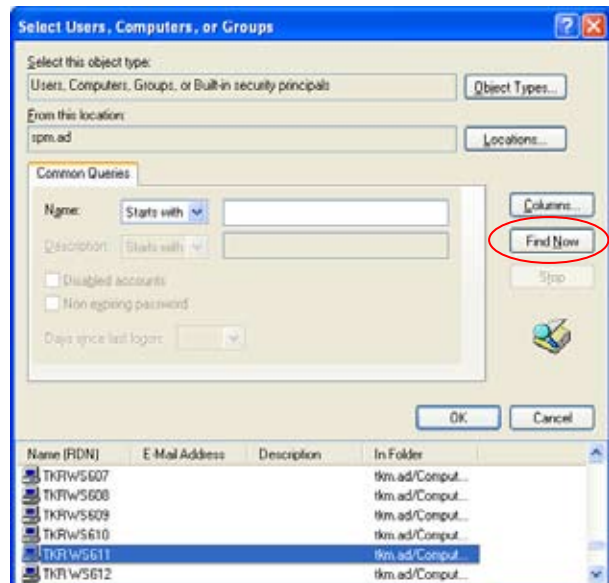 Select Users, Computers, or Groups
Select this object type:
Users, Computers, Groups, or Built-in security principals
Object Types...
From this location:
spm.ad
Locations...
Common Queries
Name:
Starts with
Columns...
Description:
Starts with
Find Now
Disabled accounts
Stop
Non expiring password
Days since last logon:
OK
Cancel
Name (RDN) E-Mail Address Description In Folder
TKRWS607 tkm.ad/Comput...
TKRWS608 tkm.ad/Comput...
TKRWS609 tkm.ad/Comput...
TKRWS610 tkm.ad/Comput...
TKRWS611 tkm.ad/Comput...
TKRWS612 tkm.ad/Comput...